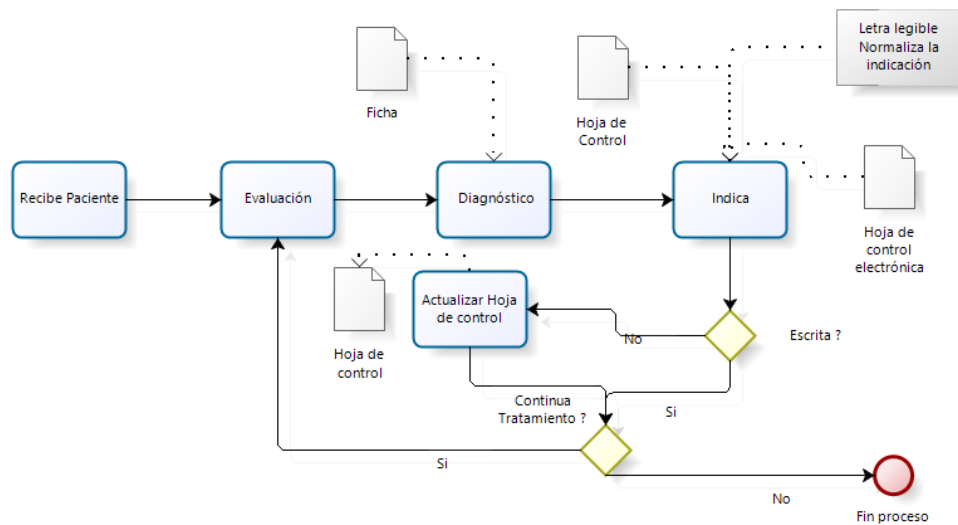 Letra legible
Normaliza la
indicación
Ficha
Hoja de
Control
Recibe Paciente
Evaluación
Diagnóstico
Indica
Hoja de
control
electrónica
Actualizar Hoja
de control
Hoja de
control
No
Escrita ?
Continua
Tratamiento ?
Si
Si
No
Fin proceso